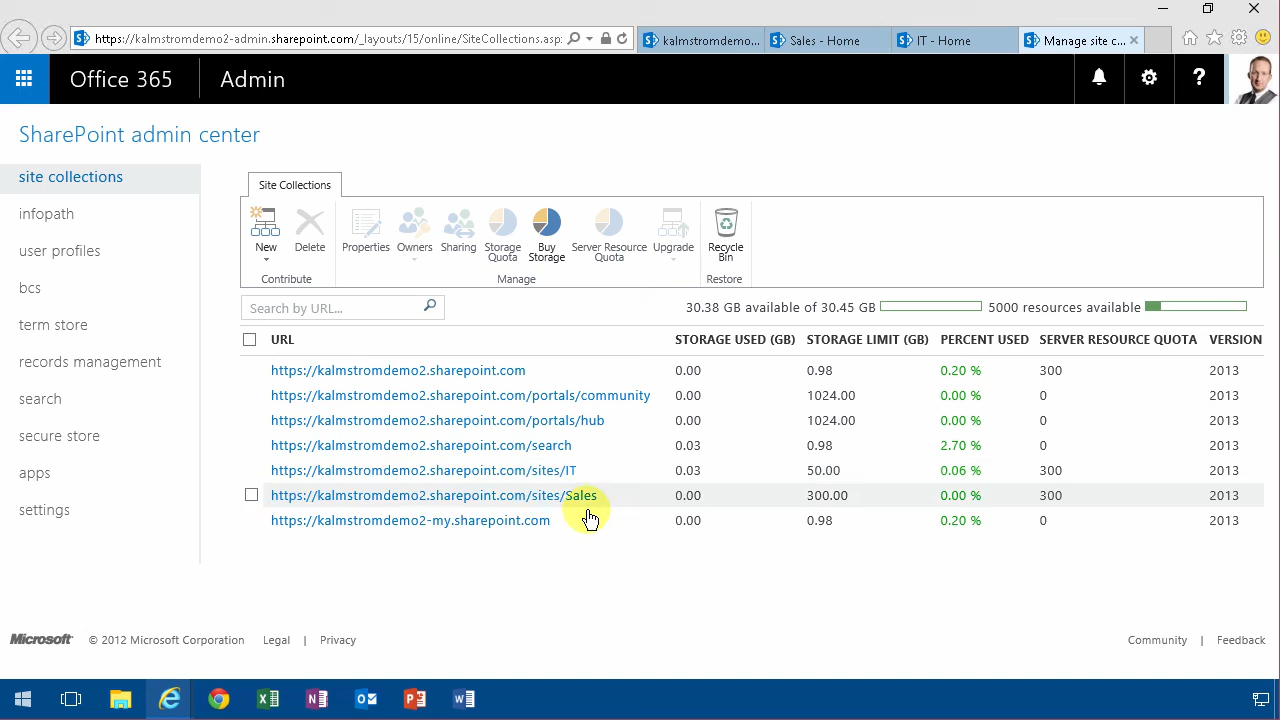 https://kalmstromdemo2-admin.sharepoint.com/_layouts/15/online/SiteCollections.asp:
kalmstromdemo...
Sales - Home
IT - Home
Manage site c...
Office 365
Admin
?
SharePoint admin center
site collections
infopath
user profiles
bcs
term store
records management
search
secure store
apps
settings
Site Collections
New
Delete
Contribute
Properties
Owners
Sharing
Storage Quota
Buy Storage
Server Resource Quota
Upgrade
Manage
Recycle Bin
Restore
Search by URL...
30.38 GB available of 30.45 GB
5000 resources available
URL STORAGE USED (GB) STORAGE LIMIT (GB) PERCENT USED SERVER RESOURCE QUOTA VERSION
https://kalmstromdemo2.sharepoint.com 0.00 0.98 0.20 % 300 2013
https://kalmstromdemo2.sharepoint.com/portals/community 0.00 1024.00 0.00 % 0 2013
https://kalmstromdemo2.sharepoint.com/portals/hub 0.00 1024.00 0.00 % 0 2013
https://kalmstromdemo2.sharepoint.com/search 0.03 0.98 2.70 % 0 2013
https://kalmstromdemo2.sharepoint.com/sites/IT 0.03 50.00 0.06 % 300 2013
https://kalmstromdemo2.sharepoint.com/sites/Sales 0.00 300.00 0.00 % 300 2013
https://kalmstromdemo2-my.sharepoint.com 0.00 0.98 0.20 % 0 2013
Microsoft © 2012 Microsoft Corporation Legal | Privacy
Community | Feedback